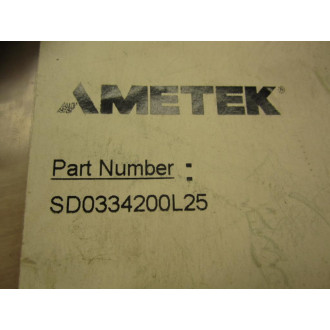 AMETEK®
Part Number :
SD0334200L25